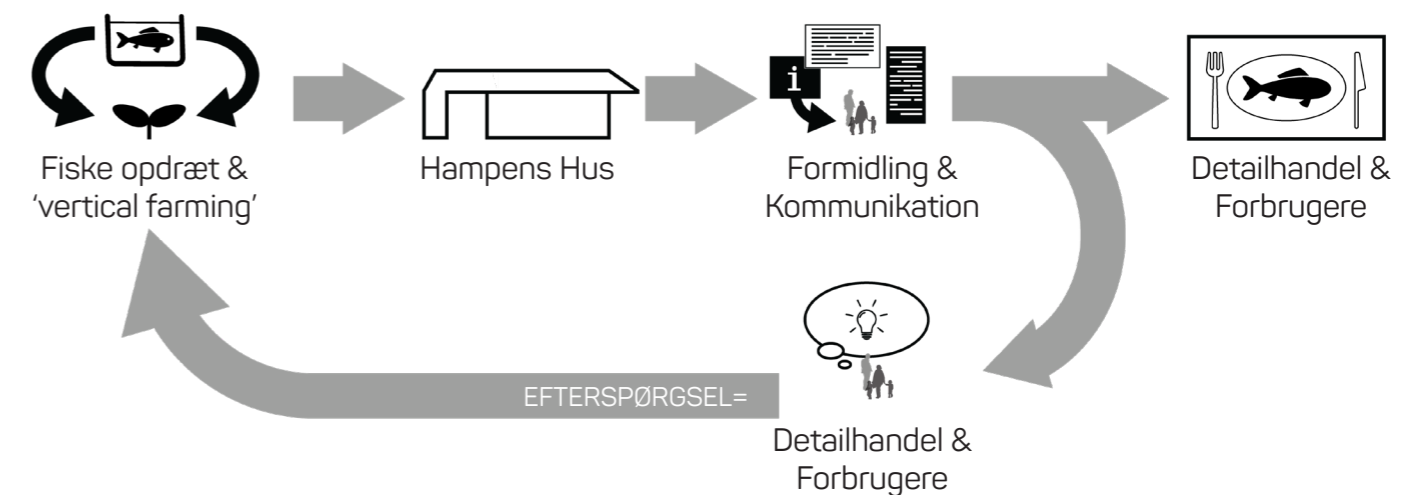 Fiske opdræt &
‘vertical farming’
Hampens Hus
i
Formidling &
Kommunikation
Detailhandel &
Forbrugere
EFTERSPØRGSEL=
Detailhandel &
Forbrugere